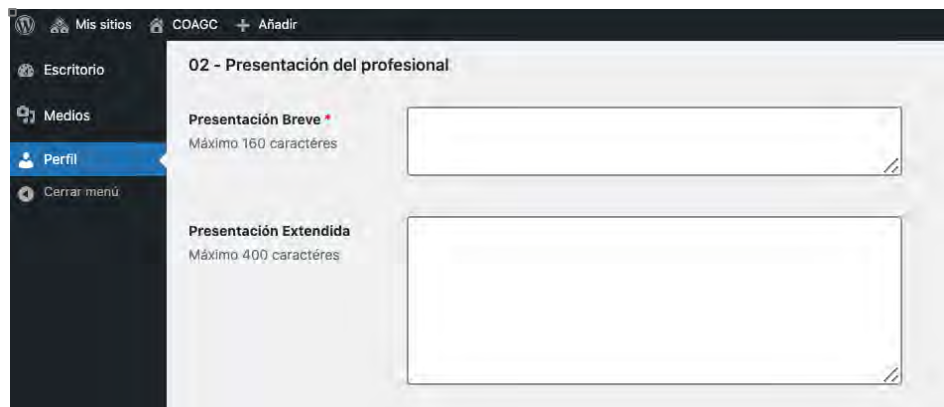 Mis sitios COAGC + Añadir
Escritorio
02 - Presentación del profesional
Medios
Presentación Breve *
Máximo 160 caractéres
Perfil
Cerrar menú
Presentación Extendida
Máximo 400 caractéres